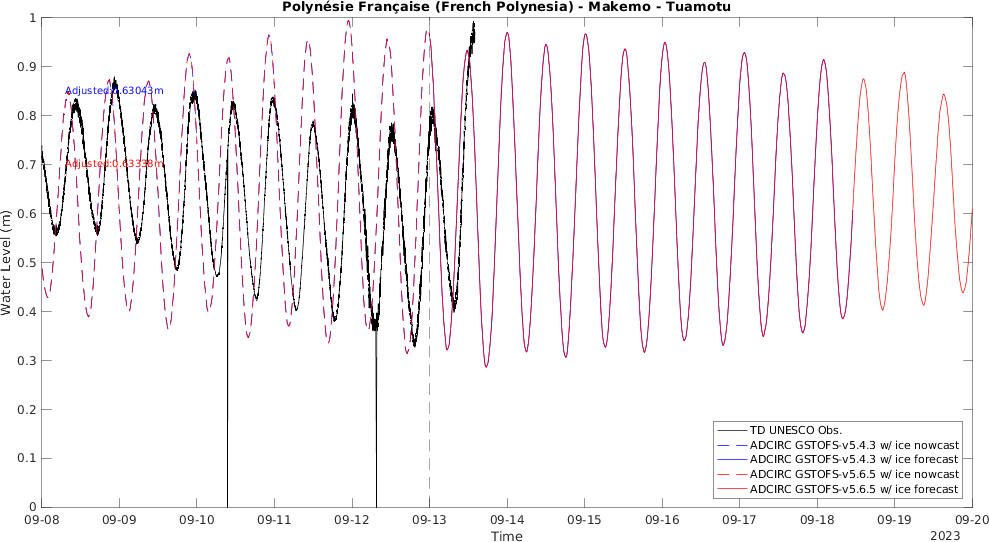 Polynésie Française (French Polynesia) - Makemo - Tuamotu
1
0.9
0.8
0.7
0.6
0.5
0.4
0.3
0.2
0.1
0
Water Level (m)
Adjusted:0.63043m
Adjusted:0.63338m
TD UNESCO Obs.
ADCIRC GSTOFS-v5.4.3 w/ ice nowcast
ADCIRC GSTOFS-v5.4.3 w/ ice forecast
ADCIRC GSTOFS-v5.6.5 w/ ice nowcast
ADCIRC GSTOFS-v5.6.5 w/ ice forecast
09-08 09-09 09-10 09-11 09-12 09-13 09-14 09-15 09-16 09-17 09-18 09-19 09-20
Time
2023